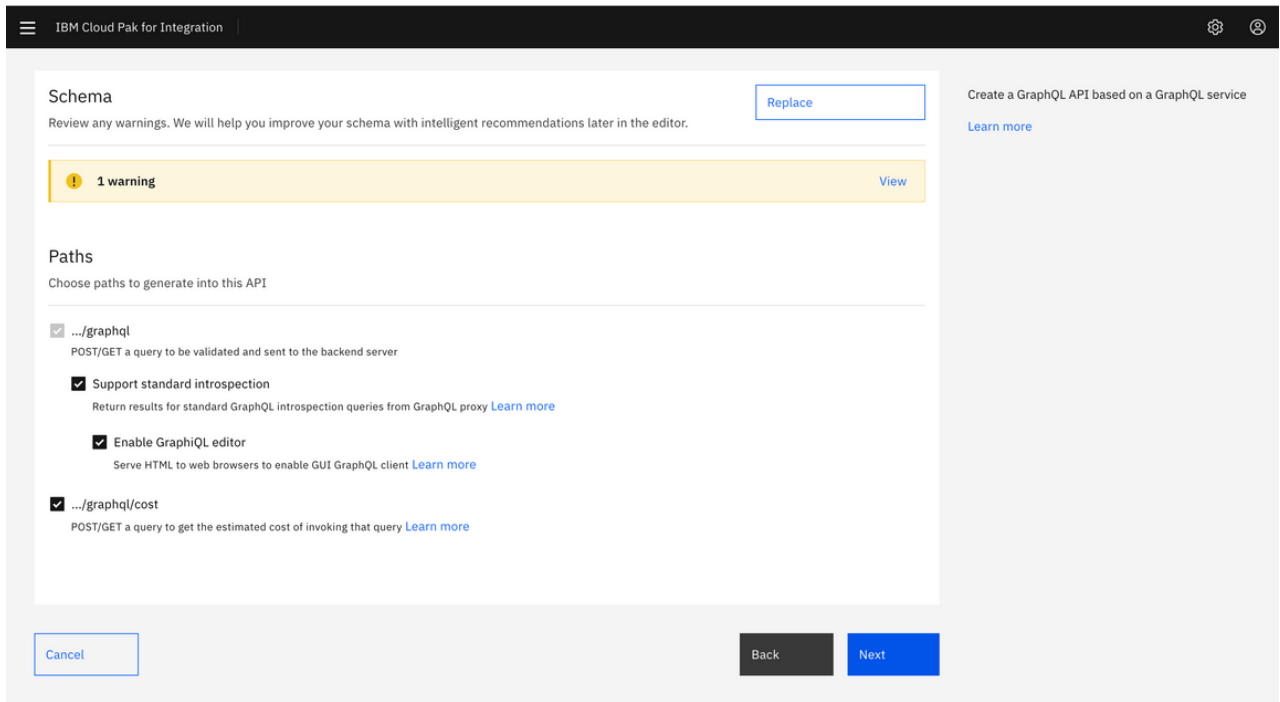 IBM Cloud Pak for Integration
Schema
Replace
Review any warnings. We will help you improve your schema with intelligent recommendations later in the editor.
1 warning
View
Paths
Choose paths to generate into this API
.../graphql
POST/GET a query to be validated and sent to the backend server
Support standard introspection
Return results for standard GraphQL introspection queries from GraphQL proxy Learn more
Enable GraphiQL editor
Serve HTML to web browsers to enable GUI GraphQL client Learn more
.../graphql/cost
POST/GET a query to get the estimated cost of invoking that query Learn more
Cancel
Back
Next
Create a GraphQL API based on a GraphQL service
Learn more